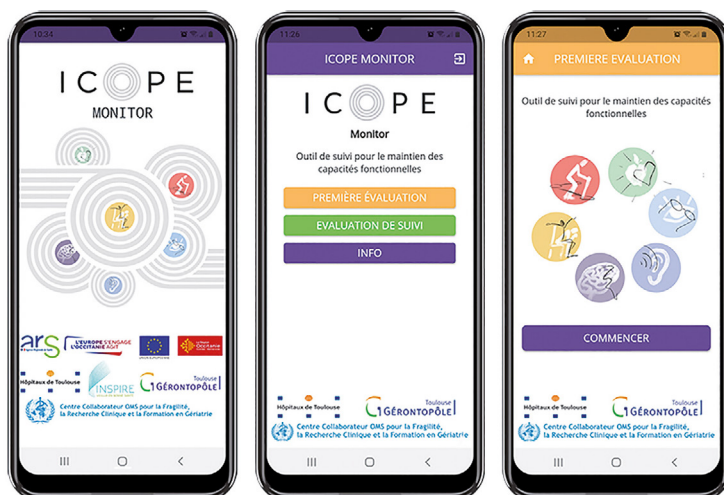 10:34
ICOPE
MONITOR
ars
L'EUROPE S'ENGAGE
L'OCCITANIE AGIT
Occitanie
Hôpitaux de Toulouse
INSPIRE
Toulouse
GÉRONTOPÔLE
Centre Collaborateur OMS pour la Fragilité,
la Recherche Clinique et la Formation en Gériatrie
11:26
ICOPE MONITOR
ICOPE
Monitor
Outil de suivi pour le maintien des
capacités fonctionnelles
PREMIÈRE ÉVALUATION
EVALUATION DE SUIVI
INFO
Hôpitaux de Toulouse
Toulouse
GÉRONTOPÔLE
Centre Collaborateur OMS pour la Fragilité,
la Recherche Clinique et la Formation en Gériatrie
11:27
PREMIERE EVALUATION
Outil de suivi pour le maintien des capacités
fonctionnelles
COMMENCER
Hôpitaux de Toulouse
Toulouse
GÉRONTOPÔLE
Centre Collaborateur OMS pour la Fragilité,
la Recherche Clinique et la Formation en Gériatrie